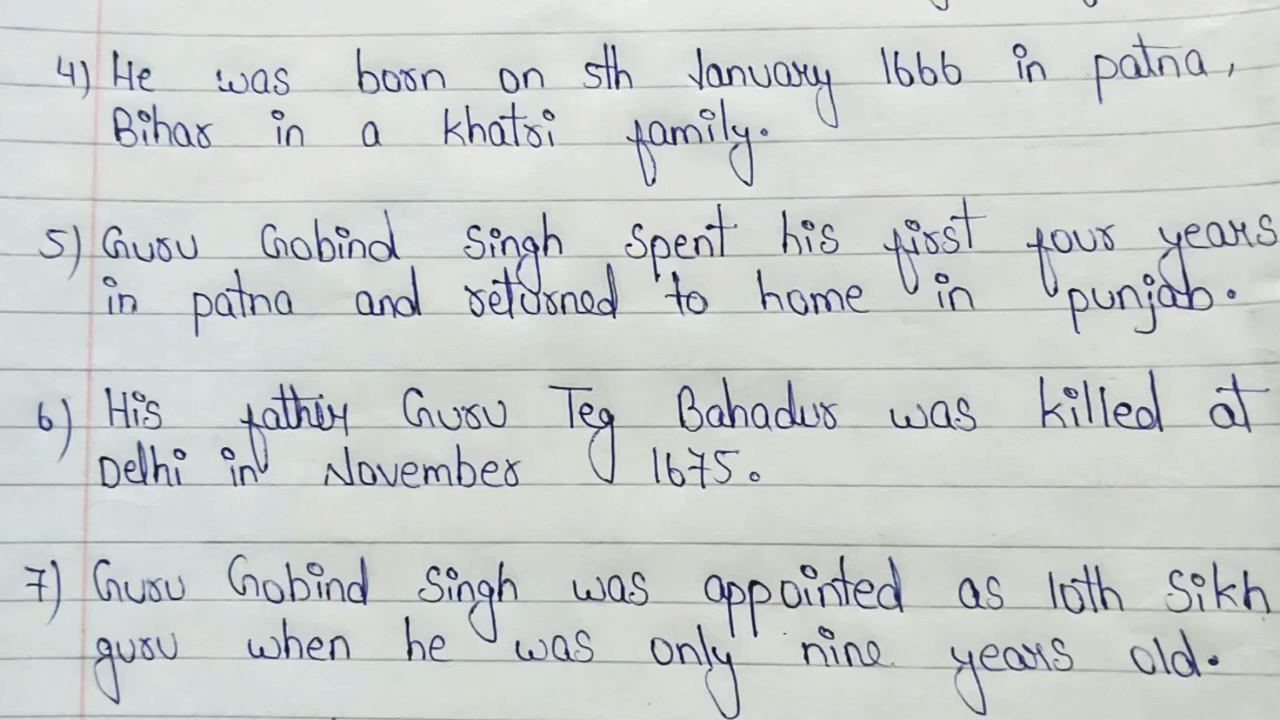 4) He was born on 5th January 1666 in patna,
Bihar in a Khatri family.
5) Guru Gobind Singh spent his first four years
in patna and returned to home in punjab.
6) His father Guru Teg Bahadur was killed at
Delhi in November 1675.
7) Guru Gobind Singh was appointed as 10th Sikh
guru when he was only nine years old.